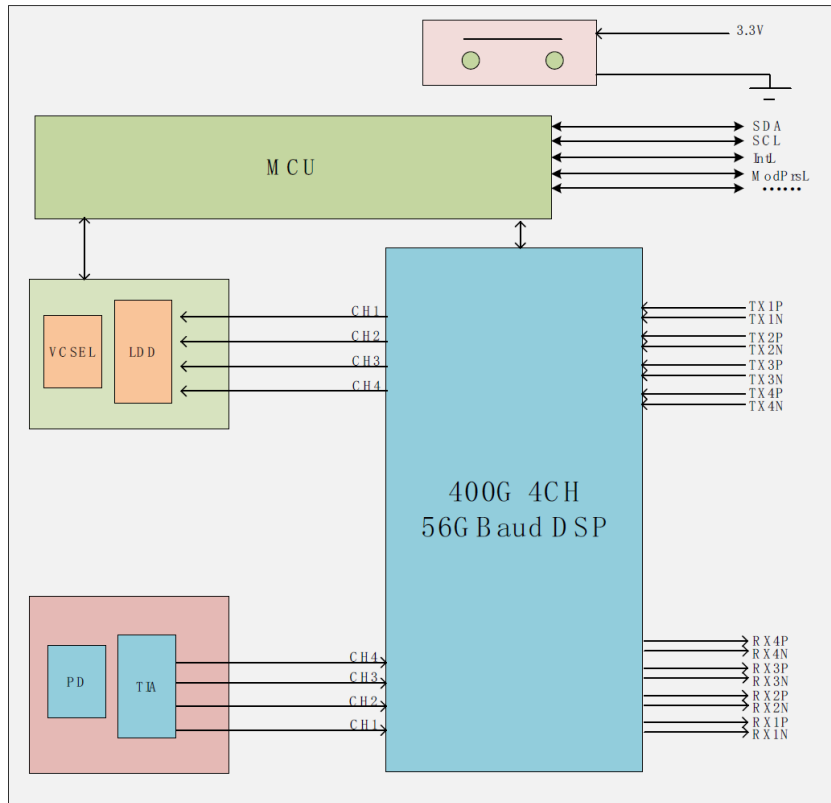 3.3V
MCU
SDA
SCL
IntL
ModPrsL
......
VCSEL
LDD
CH1
CH2
CH3
CH4
TX1P
TX1N
TX2P
TX2N
TX3P
TX3N
TX4P
TX4N
400G 4CH
56GBaud DSP
PD
TIA
CH4
CH3
CH2
CH1
RX4P
RX4N
RX3P
RX3N
RX2P
RX2N
RX1P
RX1N